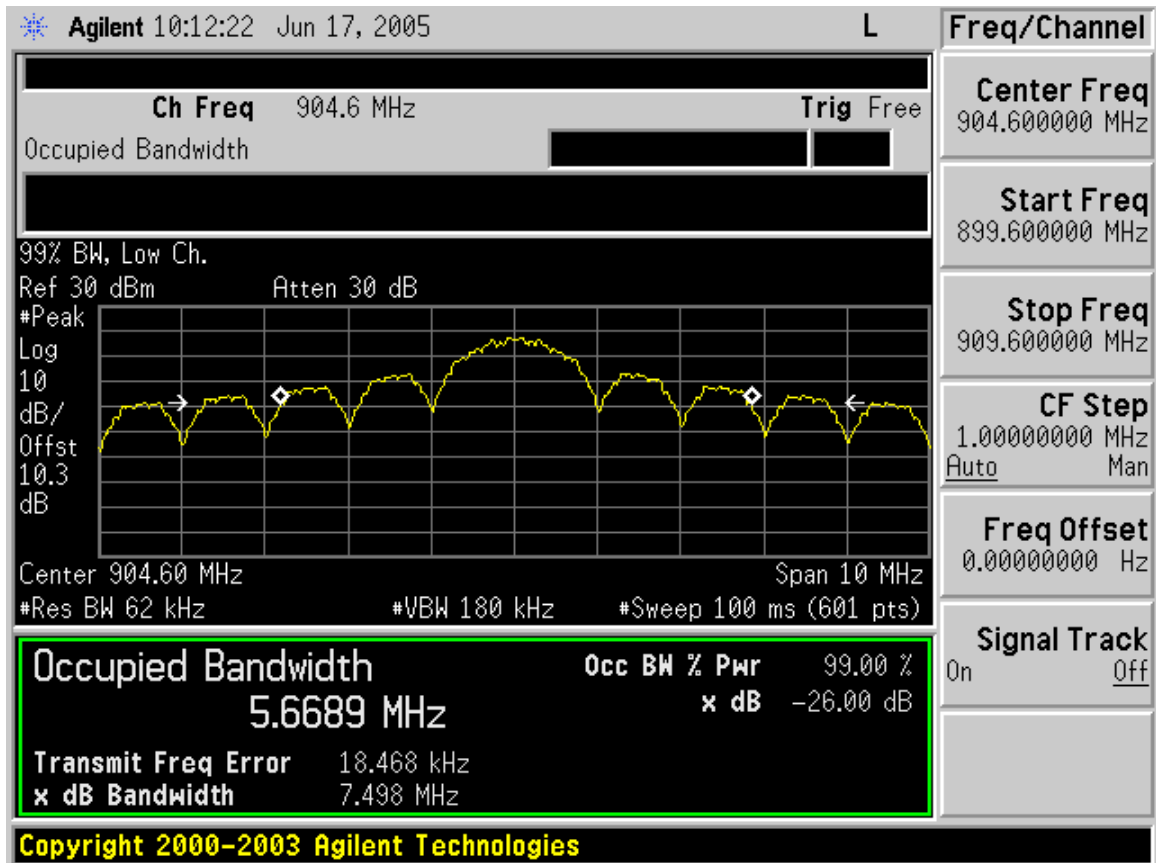 Agilent 10:12:22 Jun 17, 2005 L
Freq/Channel
Ch Freq 904.6 MHz Trig Free
Occupied Bandwidth
99% BW, Low Ch.
Ref 30 dBm Atten 30 dB
#Peak
Log
10
dB/
Offst
10.3
dB
Center 904.60 MHz Span 10 MHz
#Res BW 62 kHz #VBW 180 kHz #Sweep 100 ms (601 pts)
Occupied Bandwidth
5.6689 MHz
Occ BW % Pwr 99.00 %
x dB -26.00 dB
Transmit Freq Error 18.468 kHz
x dB Bandwidth 7.498 MHz
Copyright 2000-2003 Agilent Technologies
Center Freq
904.600000 MHz
Start Freq
899.600000 MHz
Stop Freq
909.600000 MHz
CF Step
1.00000000 MHz
Auto Man
Freq Offset
0.00000000 Hz
Signal Track
On Off